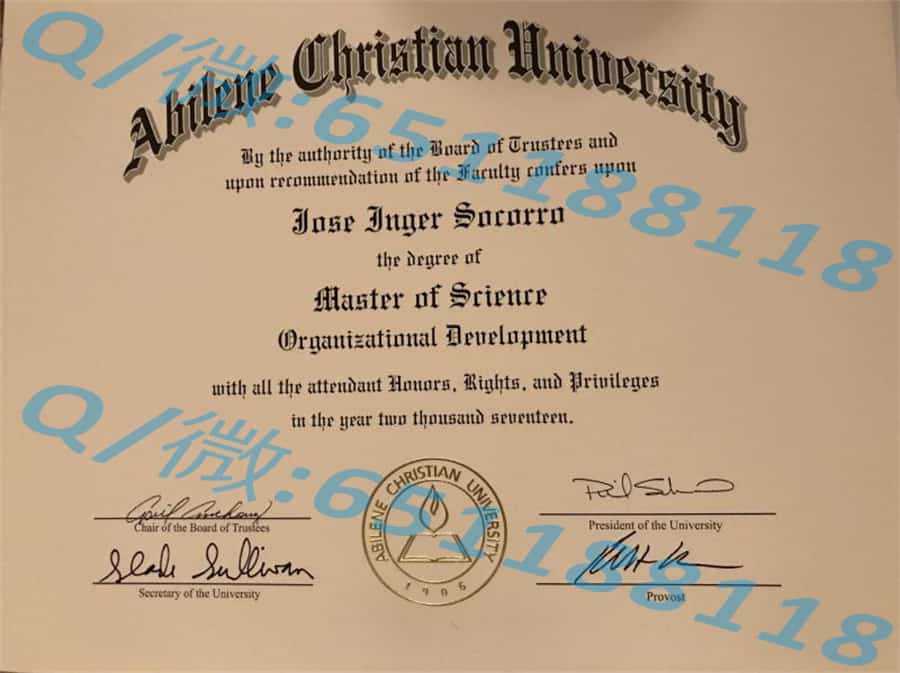 Abilene Christian University
By the authority of the Board of Trustees and
upon recommendation of the Faculty confers upon
Jose Inger Socorro
the degree of
Master of Science
Organizational Development
with all the attendant Honors, Rights, and Privileges
in the year two thousand seventeen.
Q/微:65118 8118
Q/微:651188118
ABILENE CHRISTIAN UNIVERSITY
1906
Chair of the Board of Trustees
President of the University
Slade Sullivan
Secretary of the University
Provost